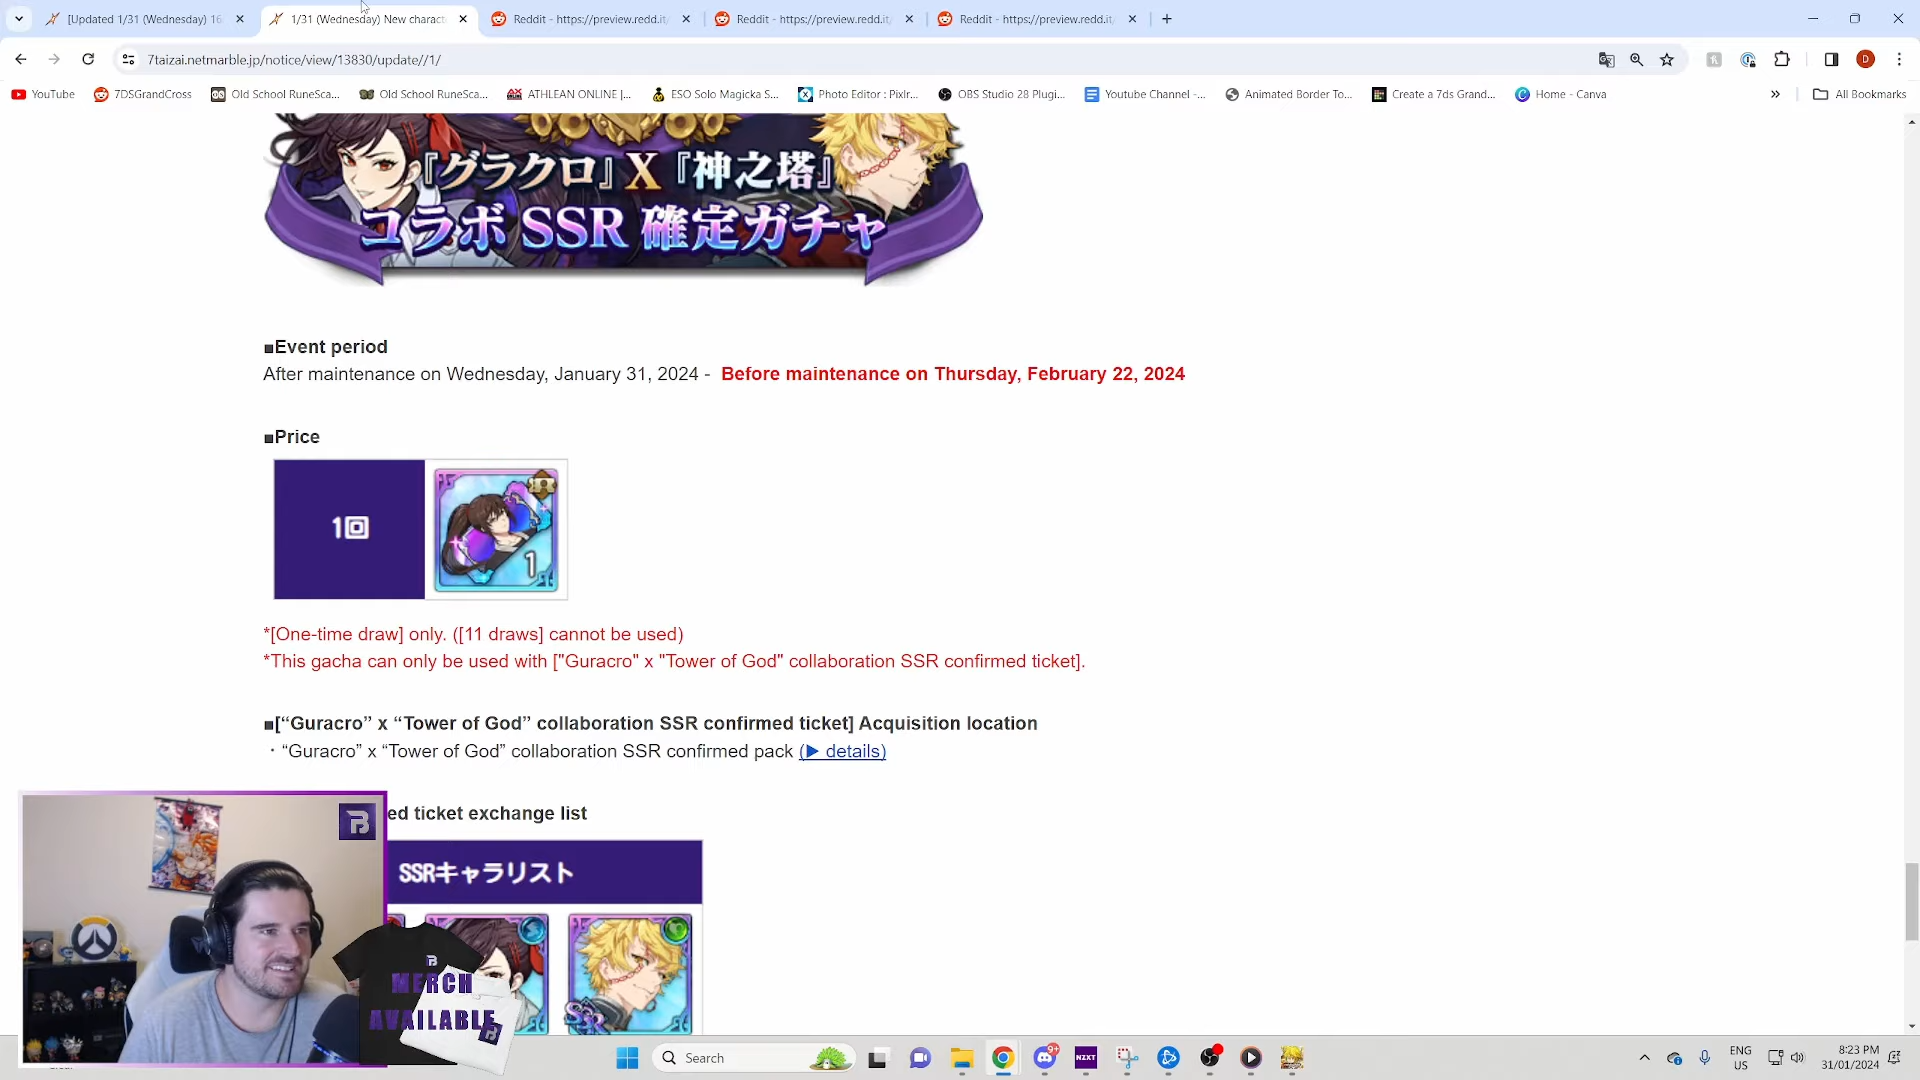 [Updated 1/31 (Wednesday) 16
1/31 (Wednesday) New charact
Reddit - https://preview.redd.it/
Reddit - https://preview.redd.it/
Reddit - https://preview.redd.it/
7taizai.netmarble.jp/notice/view/13830/update//1/
D
YouTube
7DSGrandCross
Old School RuneSca...
Old School RuneSca...
ATHLEAN ONLINE |...
ESO Solo Magicka S...
Photo Editor : Pixlr...
OBS Studio 28 Plugi...
Youtube Channel -...
Animated Border To...
Create a 7ds Grand...
Home - Canva
All Bookmarks
『グラクロ』X『神之塔』
コラボ SSR 確定ガチャ
■Event period
After maintenance on Wednesday, January 31, 2024 - Before maintenance on Thursday, February 22, 2024
■Price
1回
1
*[One-time draw] only. ([11 draws] cannot be used)
*This gacha can only be used with ["Guracro" x "Tower of God" collaboration SSR confirmed ticket].
■[“Guracro” x “Tower of God” collaboration SSR confirmed ticket] Acquisition location
・“Guracro” x “Tower of God” collaboration SSR confirmed pack (▶ details)
ed ticket exchange list
SSRキャラリスト
SSR
B
MERCH
AVAILABLE
Search
9+
NZXT
ENG
US
8:23 PM
31/01/2024